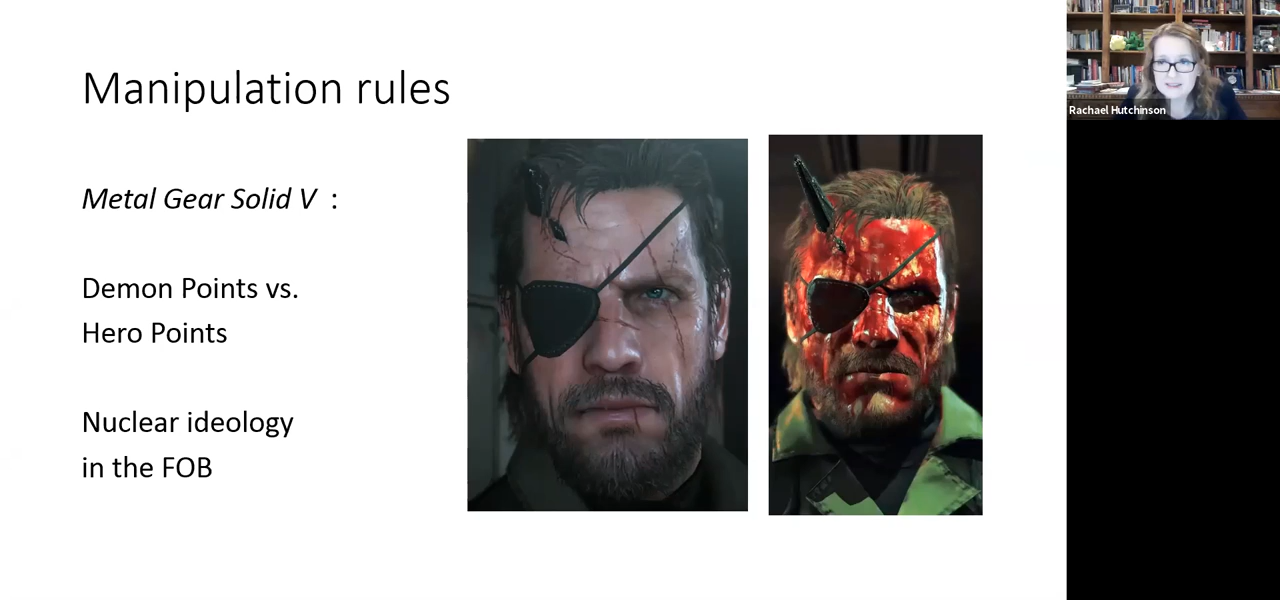 Manipulation rules
Metal Gear Solid V :
Demon Points vs.
Hero Points
Nuclear ideology
in the FOB
Rachael Hutchinson